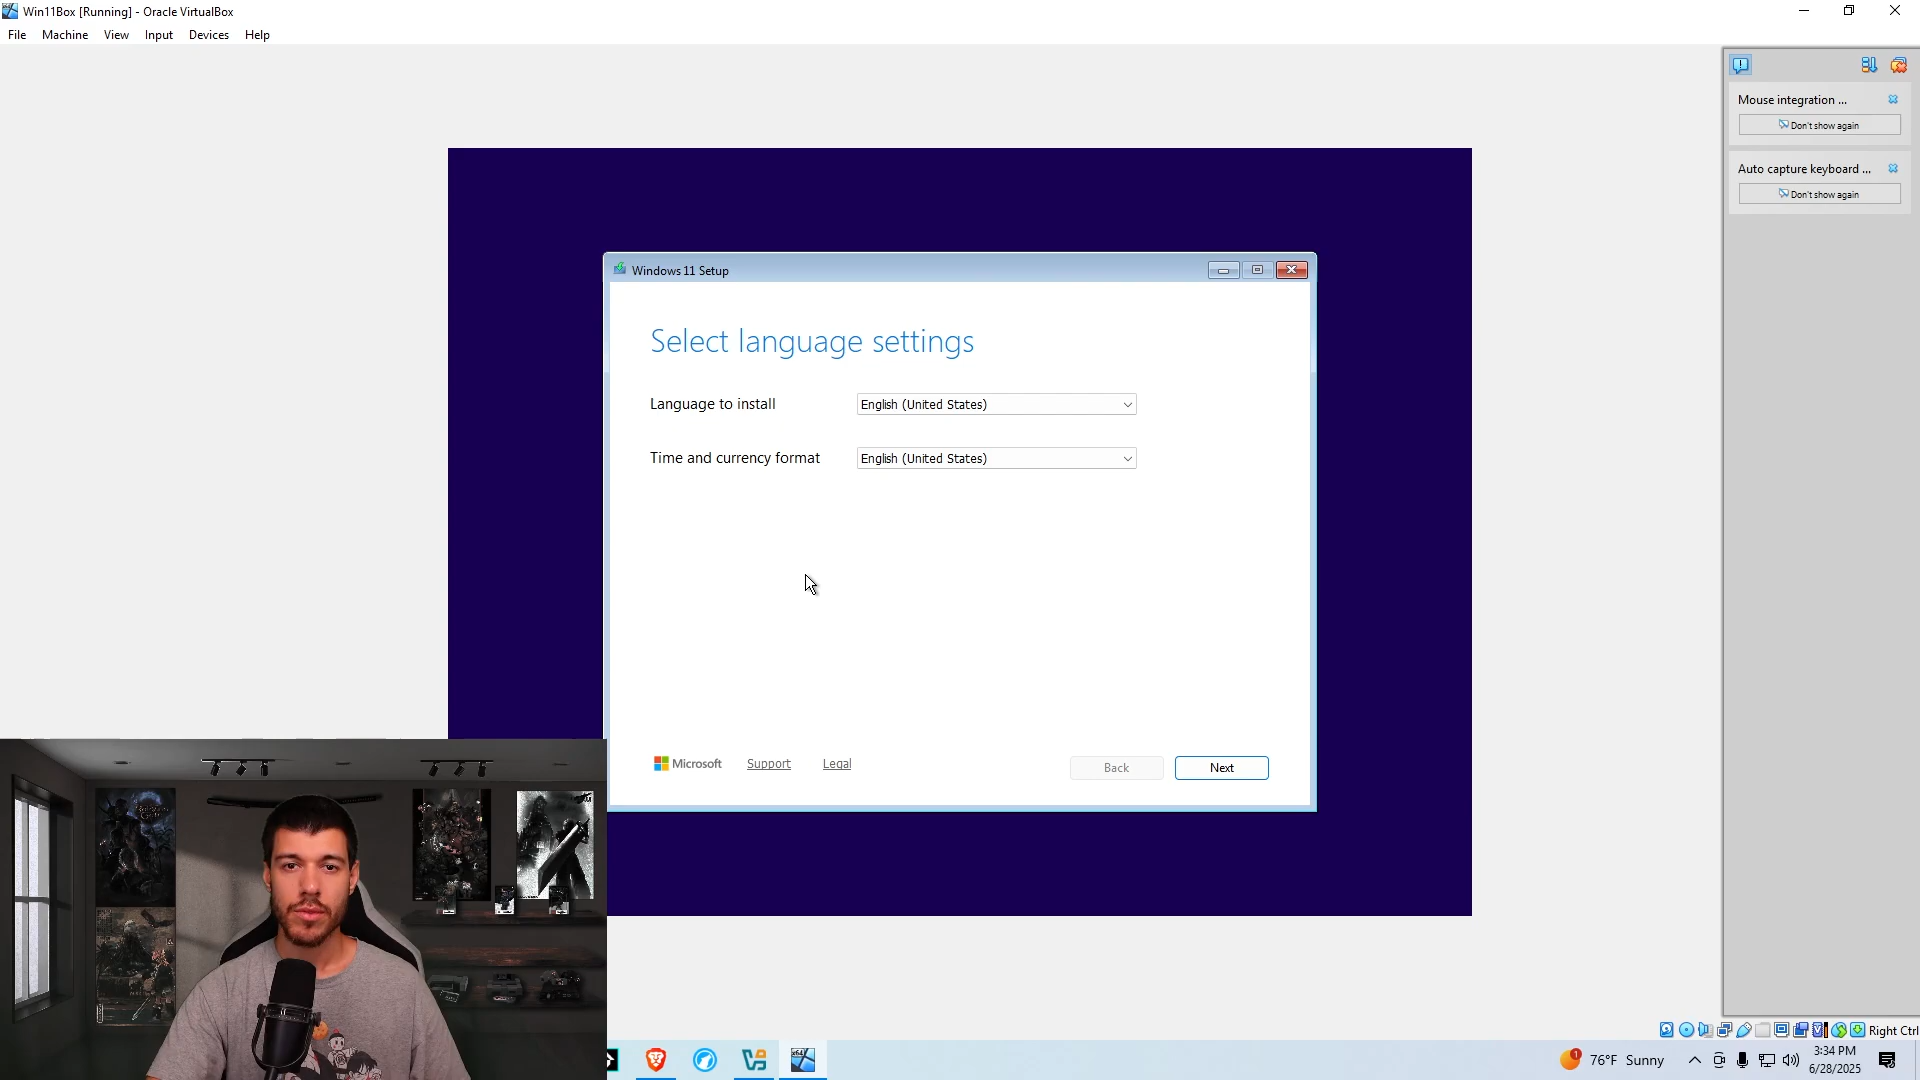 Win11Box [Running] - Oracle VirtualBox
File Machine View Input Devices Help
Mouse integration ...
Don't show again
Auto capture keyboard ...
Don't show again
Windows 11 Setup
Select language settings
Language to install English (United States)
Time and currency format English (United States)
Microsoft Support Legal
Back Next
Right Ctrl
1 76°F Sunny
3:34 PM
6/28/2025